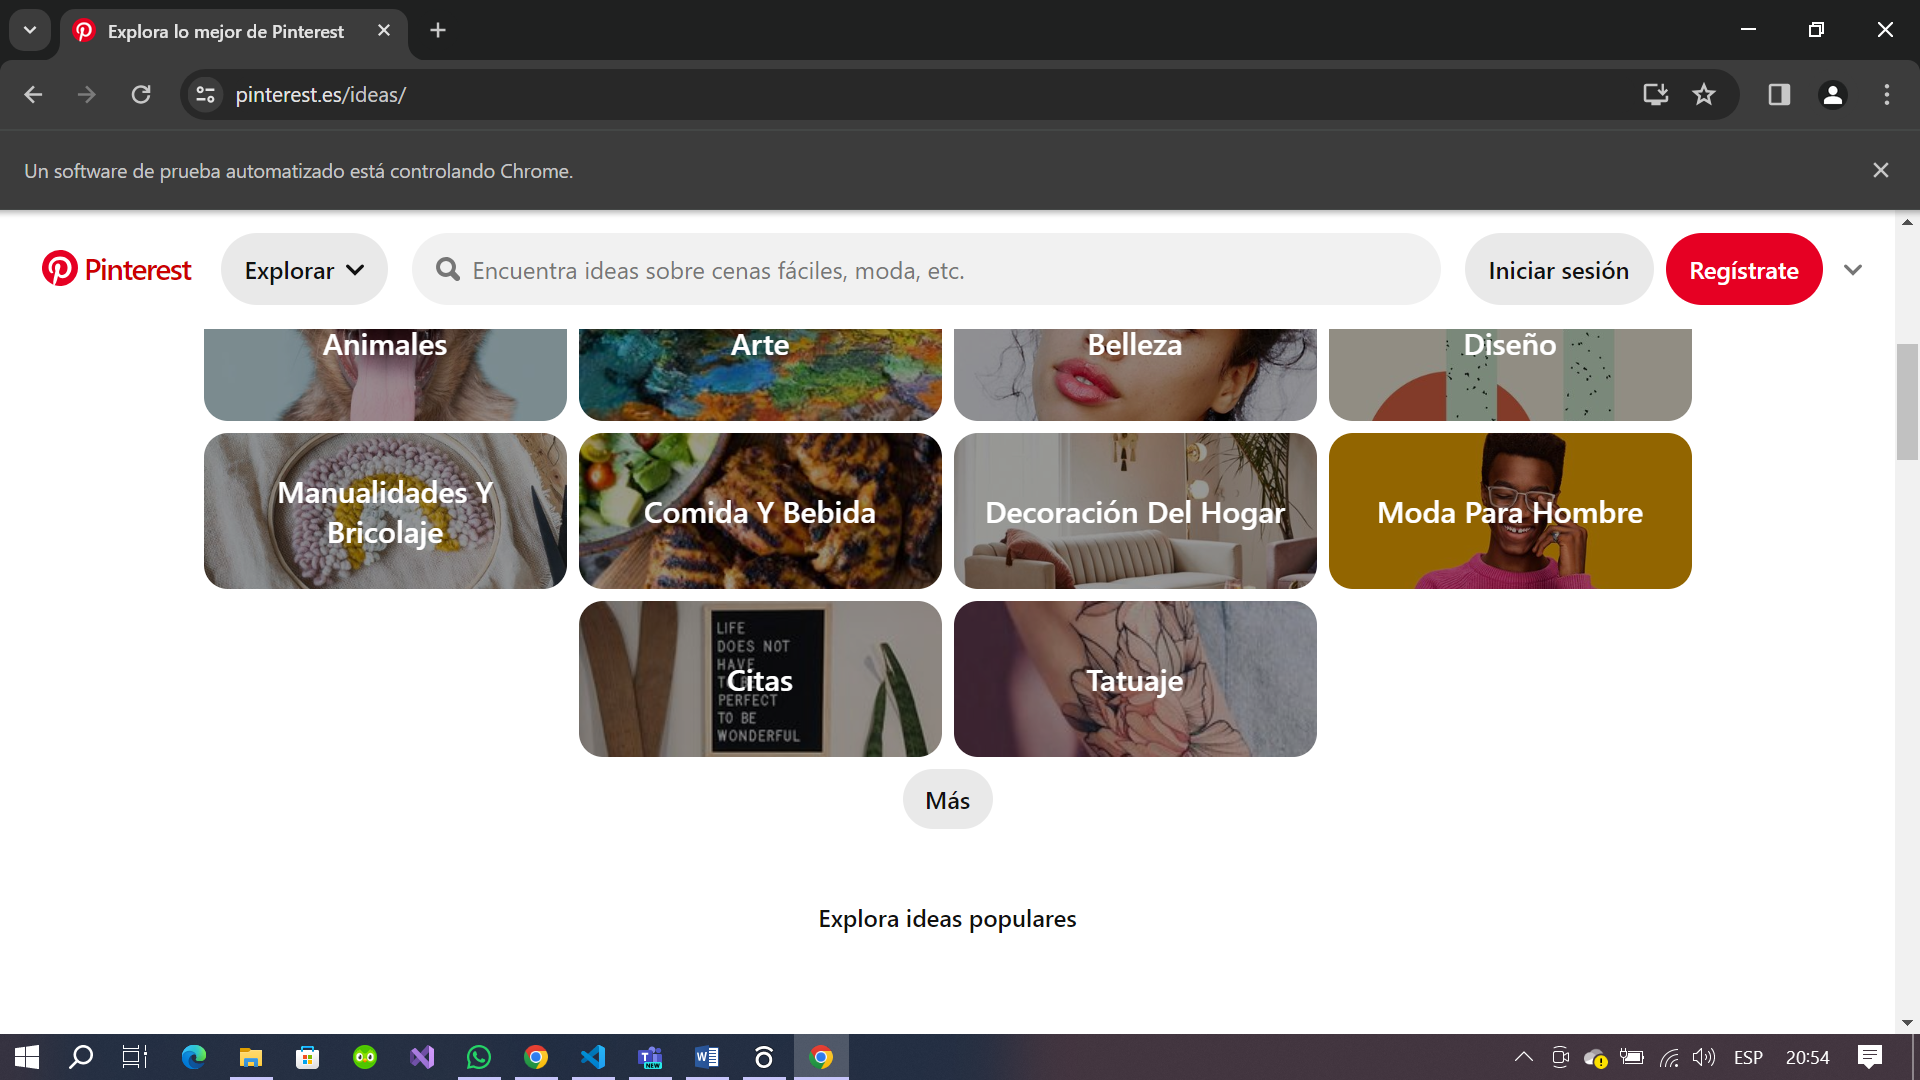 Explora lo mejor de Pinterest
pinterest.es/ideas/
Un software de prueba automatizado está controlando Chrome.
Pinterest
Explorar
Encuentra ideas sobre cenas fáciles, moda, etc.
Iniciar sesión
Regístrate
Animales
Arte
Belleza
Diseño
Manualidades Y
Bricolaje
Comida Y Bebida
Decoración Del Hogar
Moda Para Hombre
LIFE
DOES NOT
HAVE
TO BE
PERFECT
TO BE
WONDERFUL
Citas
Tatuaje
Más
Explora ideas populares
NEW
ESP
20:54